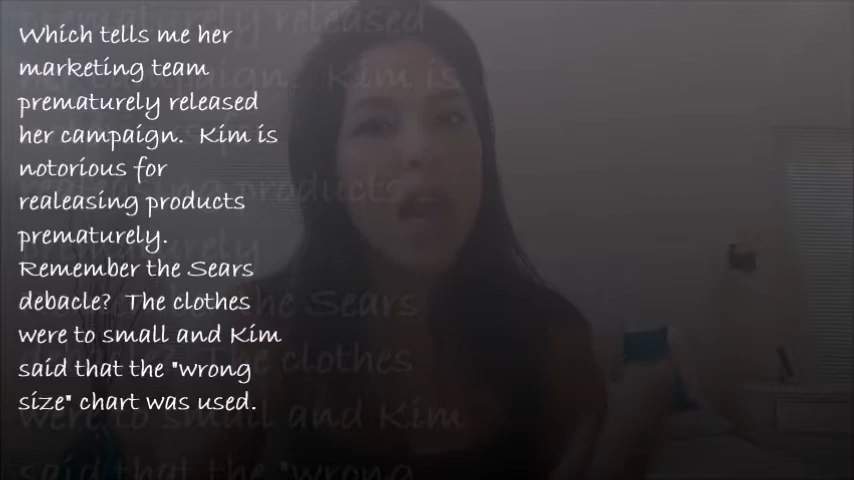 Which tells me her
marketing team
prematurely released
her campaign.  Kim is
notorious for
realeasing products
prematurely.
Remember the Sears
debacle?  The clothes
were to small and Kim
said that the "wrong
size" chart was used.